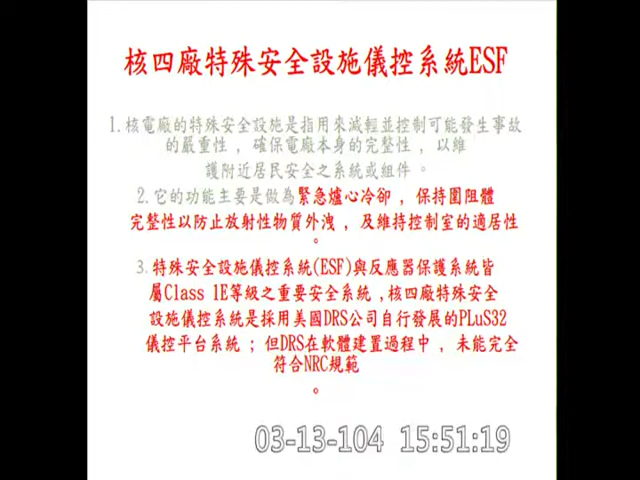 核四廠特殊安全設施儀控系統ESF
1. 核電廠的特殊安全設施是指用來減輕並控制可能發生事故
的嚴重性，確保電廠本身的完整性，以維
護附近居民安全之系統或組件。
2. 它的功能主要是做為緊急爐心冷卻，保持圍阻體
完整性以防止放射性物質外洩，及維持控制室的適居性
。
3. 特殊安全設施儀控系統(ESF)與反應器保護系統皆
屬Class 1E等級之重要安全系統,核四廠特殊安全
設施儀控系統是採用美國DRS公司自行發展的PLuS32
儀控平台系統；但DRS在軟體建置過程中，未能完全
符合NRC規範
。
03-13-104 15:51:19